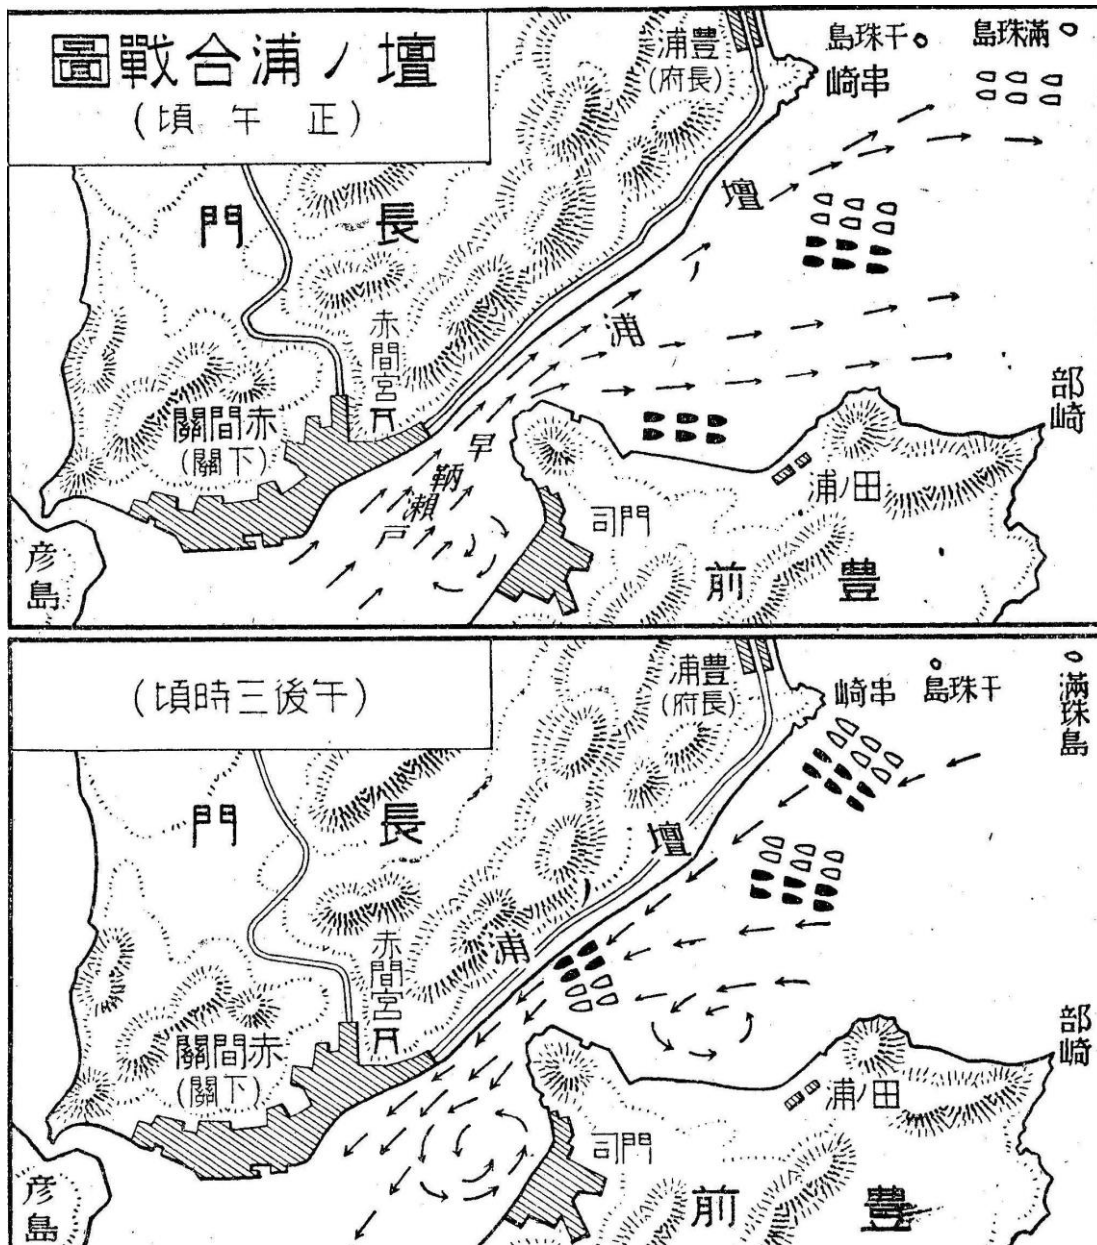 壇ノ浦合戰圖
(正午頃)
豊浦
(長府)
干珠島
滿珠島
串崎
長門
壇浦
赤間宮
赤間關
(下關)
早鞆瀬戸
部崎
田ノ浦
門司
豊前
彦島
(午後三時頃)
豊浦
(長府)
串崎
干珠島
滿珠島
長門
壇浦
赤間宮
赤間關
(下關)
部崎
田ノ浦
門司
豊前
彦島